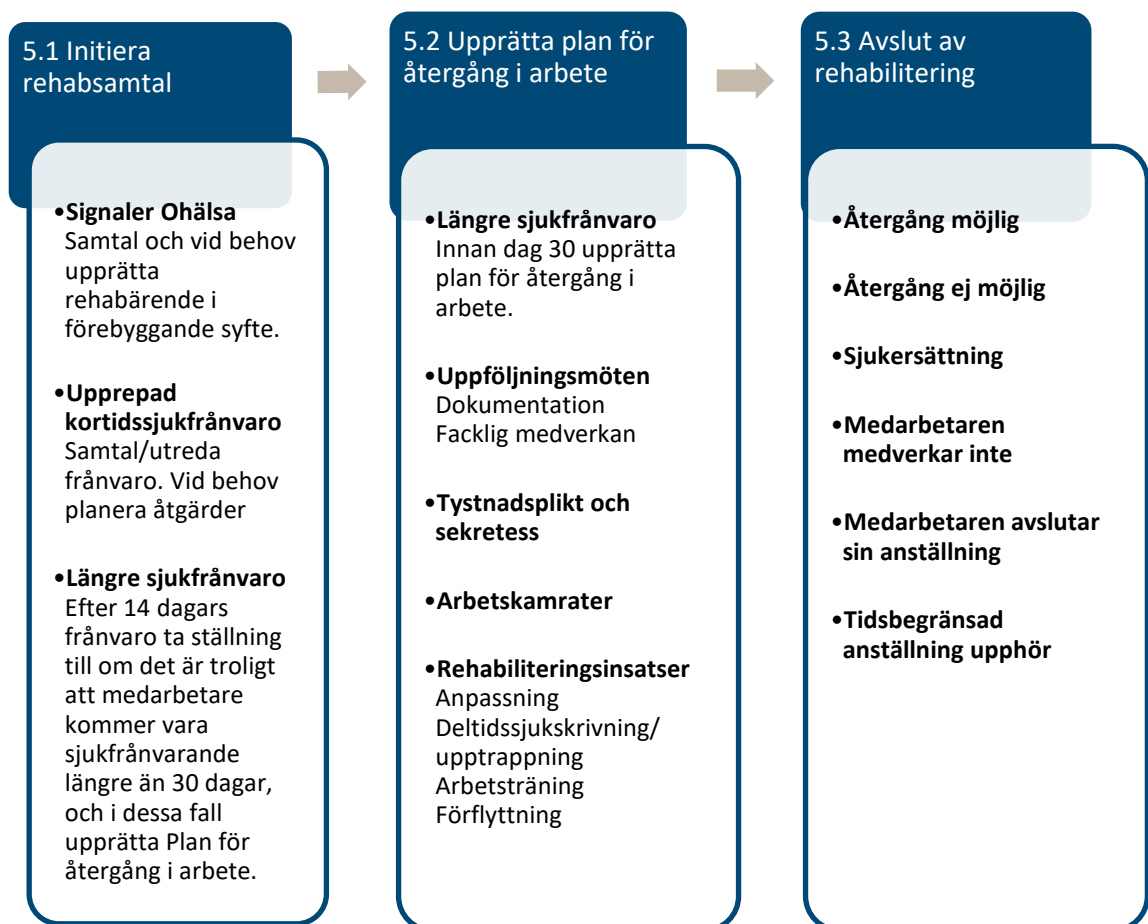 5.1 Initiera
rehabsamtal
•Signaler Ohälsa
Samtal och vid behov
upprätta
rehabärende i
förebyggande syfte.
•Upprepad
kortidssjukfrånvaro
Samtal/utreda
frånvaro. Vid behov
planera åtgärder
•Längre sjukfrånvaro
Efter 14 dagars
frånvaro ta ställning
till om det är troligt
att medarbetare
kommer vara
sjukfrånvarande
längre än 30 dagar,
och i dessa fall
upprätta Plan för
återgång i arbete.
5.2 Upprätta plan för
återgång i arbete
•Längre sjukfrånvaro
Innan dag 30 upprätta
plan för återgång i
arbete.
•Uppföljningsmöten
Dokumentation
Facklig medverkan
•Tystnadsplikt och
sekretess
•Arbetskamrater
•Rehabiliteringsinsatser
Anpassning
Deltidssjukskrivning/
upptrappning
Arbetsträning
Förflyttning
5.3 Avslut av
rehabilitering
•Återgång möjlig
•Återgång ej möjlig
•Sjukersättning
•Medarbetaren
medverkar inte
•Medarbetaren avslutar
sin anställning
•Tidsbegränsad
anställning upphör